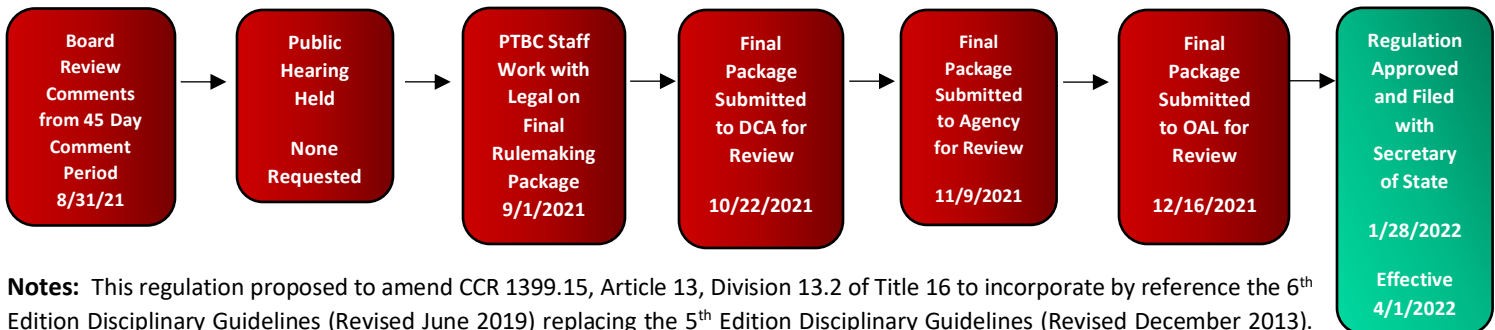 Board
Review
Comments
from 45 Day
Comment
Period
8/31/21
Public
Hearing
Held
None
Requested
PTBC Staff
Work with
Legal on
Final
Rulemaking
Package
9/1/2021
Final
Package
Submitted
to DCA for
Review
10/22/2021
Final
Package
Submitted
to Agency
for Review
11/9/2021
Final
Package
Submitted
to OAL for
Review
12/16/2021
Regulation
Approved
and Filed
with
Secretary
of State
1/28/2022
Effective
4/1/2022
Notes: This regulation proposed to amend CCR 1399.15, Article 13, Division 13.2 of Title 16 to incorporate by reference the 6th
Edition Disciplinary Guidelines (Revised June 2019) replacing the 5th Edition Disciplinary Guidelines (Revised December 2013).